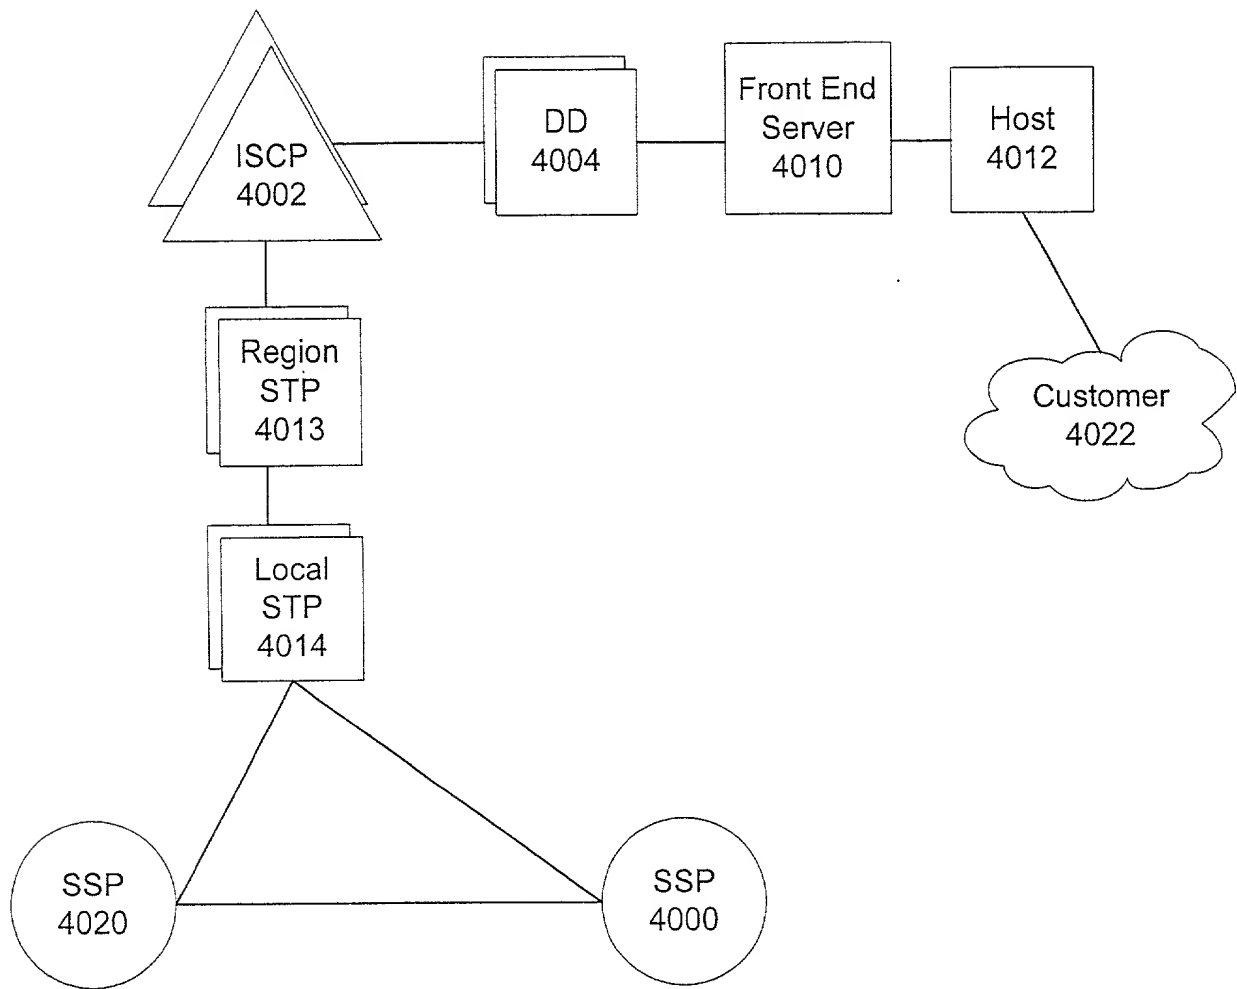 ISCP
4002
DD
4004
Front End
Server
4010
Host
4012
Region
STP
4013
Customer
4022
Local
STP
4014
SSP
4020
SSP
4000